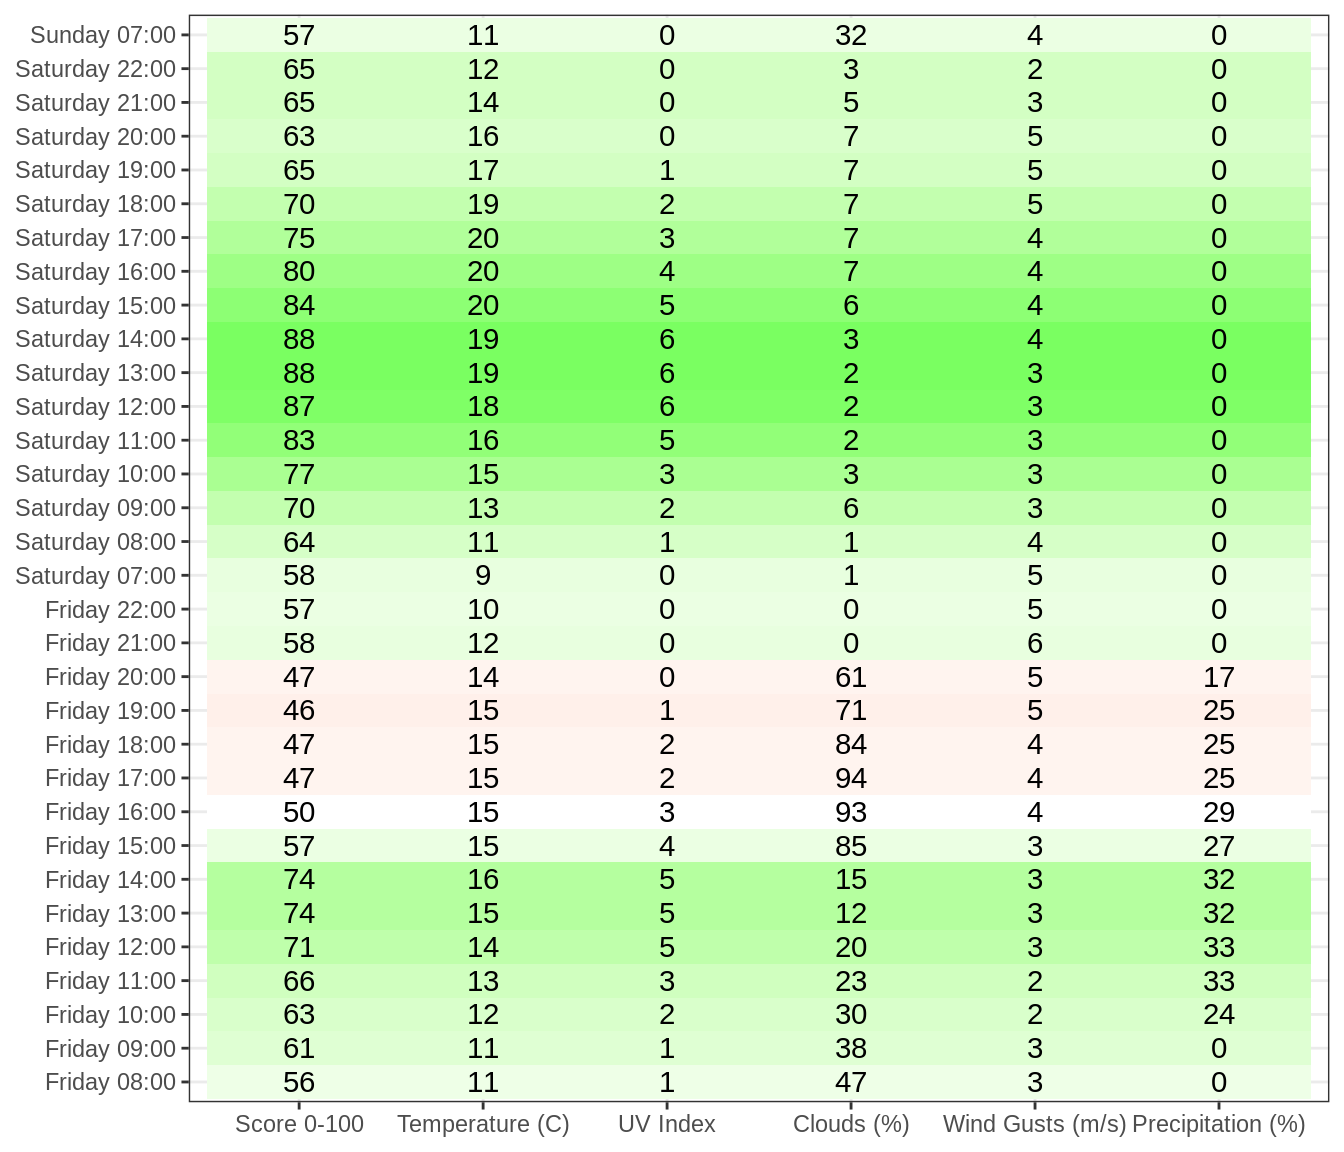 Sunday 07:00 57 11 0 32 4 0
Saturday 22:00 65 12 0 3 2 0
Saturday 21:00 65 14 0 5 3 0
Saturday 20:00 63 16 0 7 5 0
Saturday 19:00 65 17 1 7 5 0
Saturday 18:00 70 19 2 7 5 0
Saturday 17:00 75 20 3 7 4 0
Saturday 16:00 80 20 4 7 4 0
Saturday 15:00 84 20 5 6 4 0
Saturday 14:00 88 19 6 3 4 0
Saturday 13:00 88 19 6 2 3 0
Saturday 12:00 87 18 6 2 3 0
Saturday 11:00 83 16 5 2 3 0
Saturday 10:00 77 15 3 3 3 0
Saturday 09:00 70 13 2 6 3 0
Saturday 08:00 64 11 1 1 4 0
Saturday 07:00 58 9 0 1 5 0
Friday 22:00 57 10 0 0 5 0
Friday 21:00 58 12 0 0 6 0
Friday 20:00 47 14 0 61 5 17
Friday 19:00 46 15 1 71 5 25
Friday 18:00 47 15 2 84 4 25
Friday 17:00 47 15 2 94 4 25
Friday 16:00 50 15 3 93 4 29
Friday 15:00 57 15 4 85 3 27
Friday 14:00 74 16 5 15 3 32
Friday 13:00 74 15 5 12 3 32
Friday 12:00 71 14 5 20 3 33
Friday 11:00 66 13 3 23 2 33
Friday 10:00 63 12 2 30 2 24
Friday 09:00 61 11 1 38 3 0
Friday 08:00 56 11 1 47 3 0
Score 0-100 Temperature (C) UV Index Clouds (%) Wind Gusts (m/s) Precipitation (%)